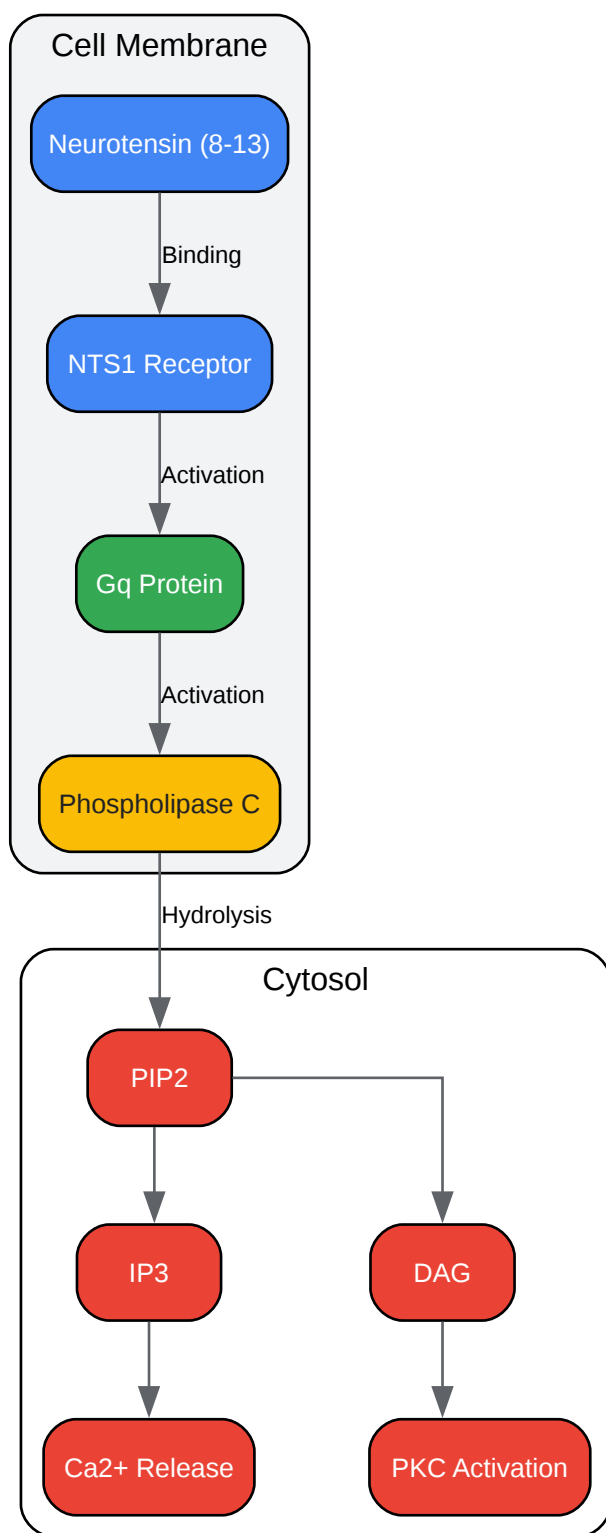 Cell Membrane
Neurotensin (8-13)
Binding
NTS1 Receptor
Activation
Gq Protein
Activation
Phospholipase C
Hydrolysis
Cytosol
PIP2
IP3
DAG
Ca2+ Release
PKC Activation